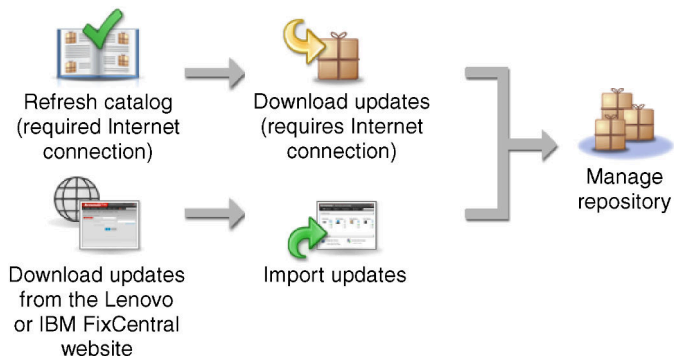 Refresh catalog
(required Internet
connection)
Download updates
(requires Internet
connection)
Manage
repository
Download updates
from the Lenovo
or IBM FixCentral
website
Import updates